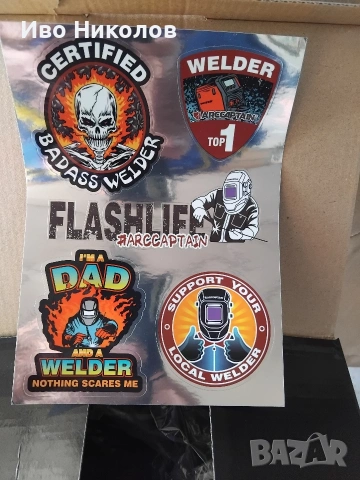 Иво Николов
CERTIFIED
BADASS WELDER
WELDER
ARCCAPTAIN
TOP 1
FLASHLIFE
#ARCCAPTAIN
I'M A
DAD
AND A
WELDER
NOTHING SCARES ME
SUPPORT YOUR
LOCAL WELDER
BAZAR